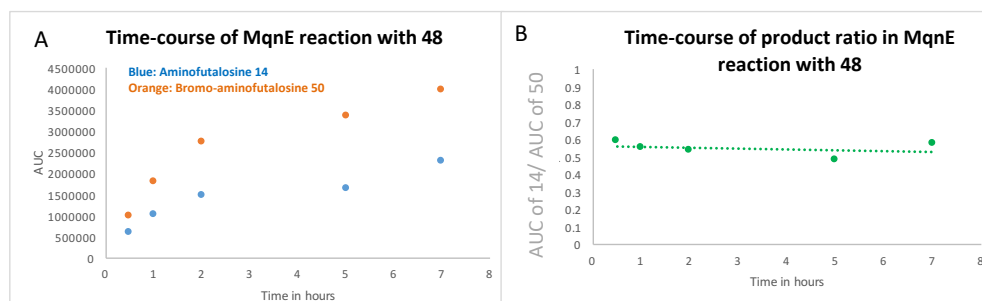 A
Time-course of MqnE reaction with 48
Blue: Aminofutalosine 14
Orange: Bromo-aminofutalosine 50
4500000
4000000
3500000
3000000
2500000
2000000
1500000
1000000
500000
0
AUC
0 1 2 3 4 5 6 7 8
Time in hours
B
Time-course of product ratio in MqnE
reaction with 48
AUC of 14/ AUC of 50
1
0.9
0.8
0.7
0.6
0.5
0.4
0.3
0.2
0.1
0
0 1 2 3 4 5 6 7 8
Time in hours